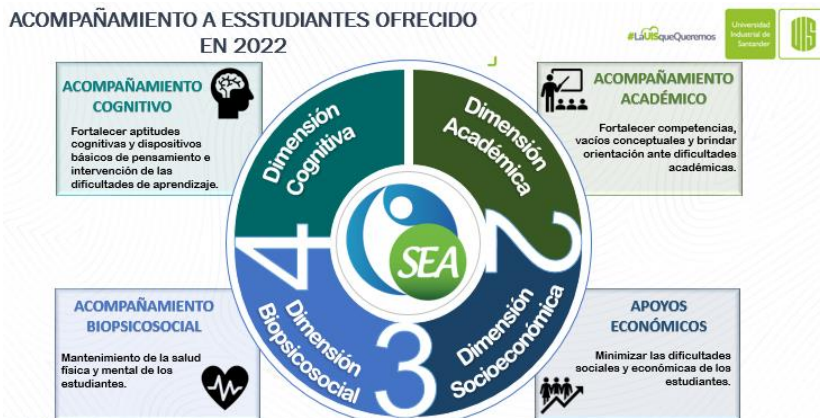 ACOMPAÑAMIENTO A ESSTUDIANTES OFRECIDO
EN 2022
#LaUISqueQueremos
Universidad
Industrial de
Santander
UIS
ACOMPAÑAMIENTO
COGNITIVO
Fortalecer aptitudes
cognitivas y dispositivos
básicos de pensamiento e
intervención de las
dificultades de aprendizaje.
Dimensión
Cognitiva
Dimensión
Académica
ACOMPAÑAMIENTO
ACADÉMICO
Fortalecer competencias,
vacíos conceptuales y brindar
orientación ante dificultades
académicas.
4
SEA
2
ACOMPAÑAMIENTO
BIOPSICOSOCIAL
Mantenimiento de la salud
física y mental de los
estudiantes.
Dimensión
Biopsicosocial
3
Dimensión
Socioeconómica
APOYOS
ECONÓMICOS
Minimizar las dificultades
sociales y económicas de los
estudiantes.